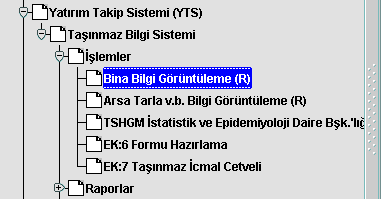 Yatırım Takip Sistemi (YTS)
Taşınmaz Bilgi Sistemi
İşlemler
Bina Bilgi Görüntüleme (R)
Arsa Tarla v.b. Bilgi Görüntüleme (R)
TSHGM İstatistik ve Epidemiyoloji Daire Bşk.'lığ
EK:6 Formu Hazırlama
EK:7 Taşınmaz İcmal Cetveli
Raporlar